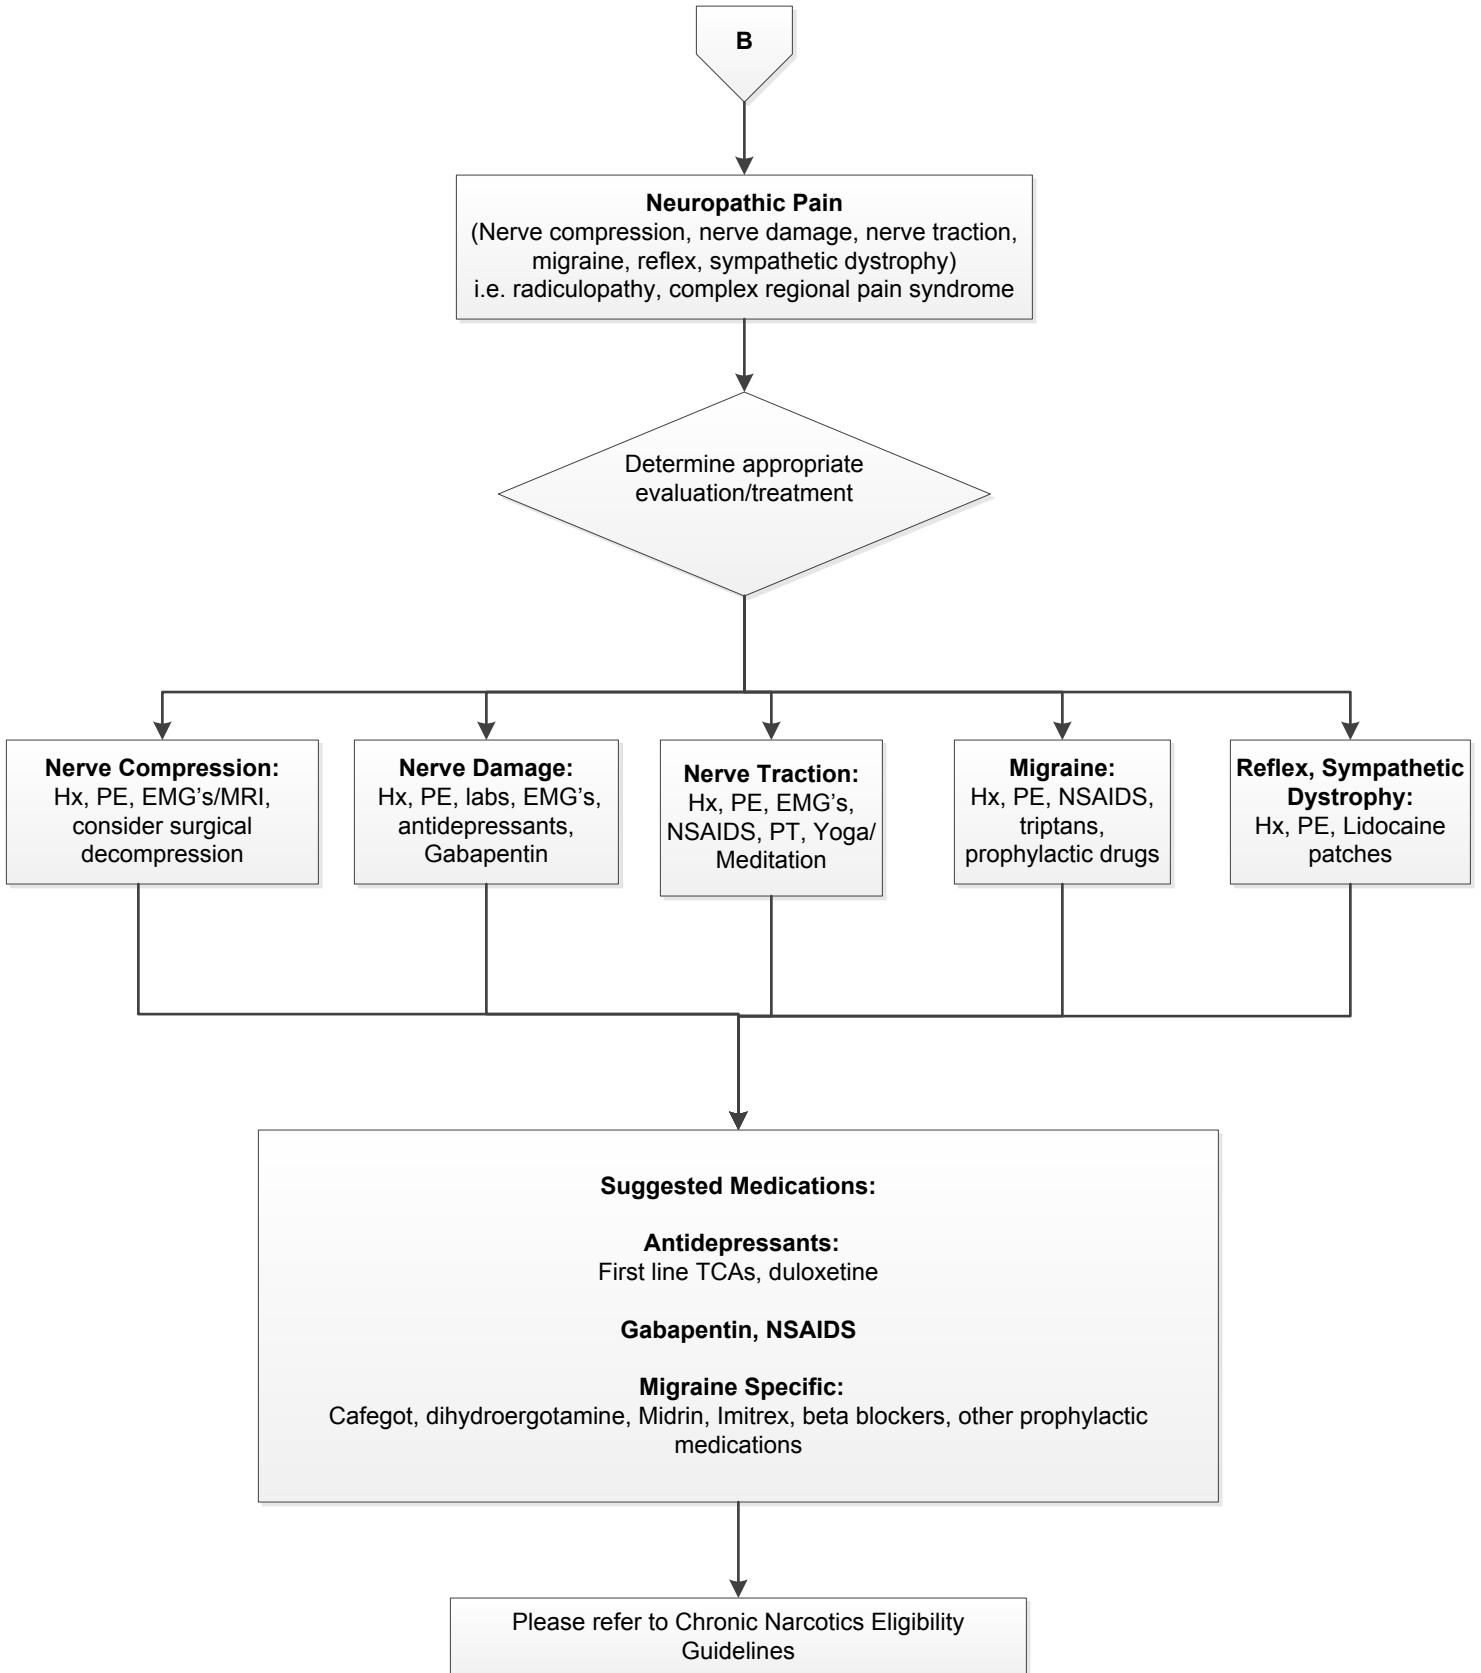 B
Neuropathic Pain
(Nerve compression, nerve damage, nerve traction,
migraine, reflex, sympathetic dystrophy)
i.e. radiculopathy, complex regional pain syndrome
Determine appropriate
evaluation/treatment
Nerve Compression:
Hx, PE, EMG's/MRI,
consider surgical
decompression
Nerve Damage:
Hx, PE, labs, EMG's,
antidepressants,
Gabapentin
Nerve Traction:
Hx, PE, EMG's,
NSAIDS, PT, Yoga/
Meditation
Migraine:
Hx, PE, NSAIDS,
triptans,
prophylactic drugs
Reflex, Sympathetic
Dystrophy:
Hx, PE, Lidocaine
patches
Suggested Medications:
Antidepressants:
First line TCAs, duloxetine
Gabapentin, NSAIDS
Migraine Specific:
Cafegot, dihydroergotamine, Midrin, Imitrex, beta blockers, other prophylactic
medications
Please refer to Chronic Narcotics Eligibility
Guidelines